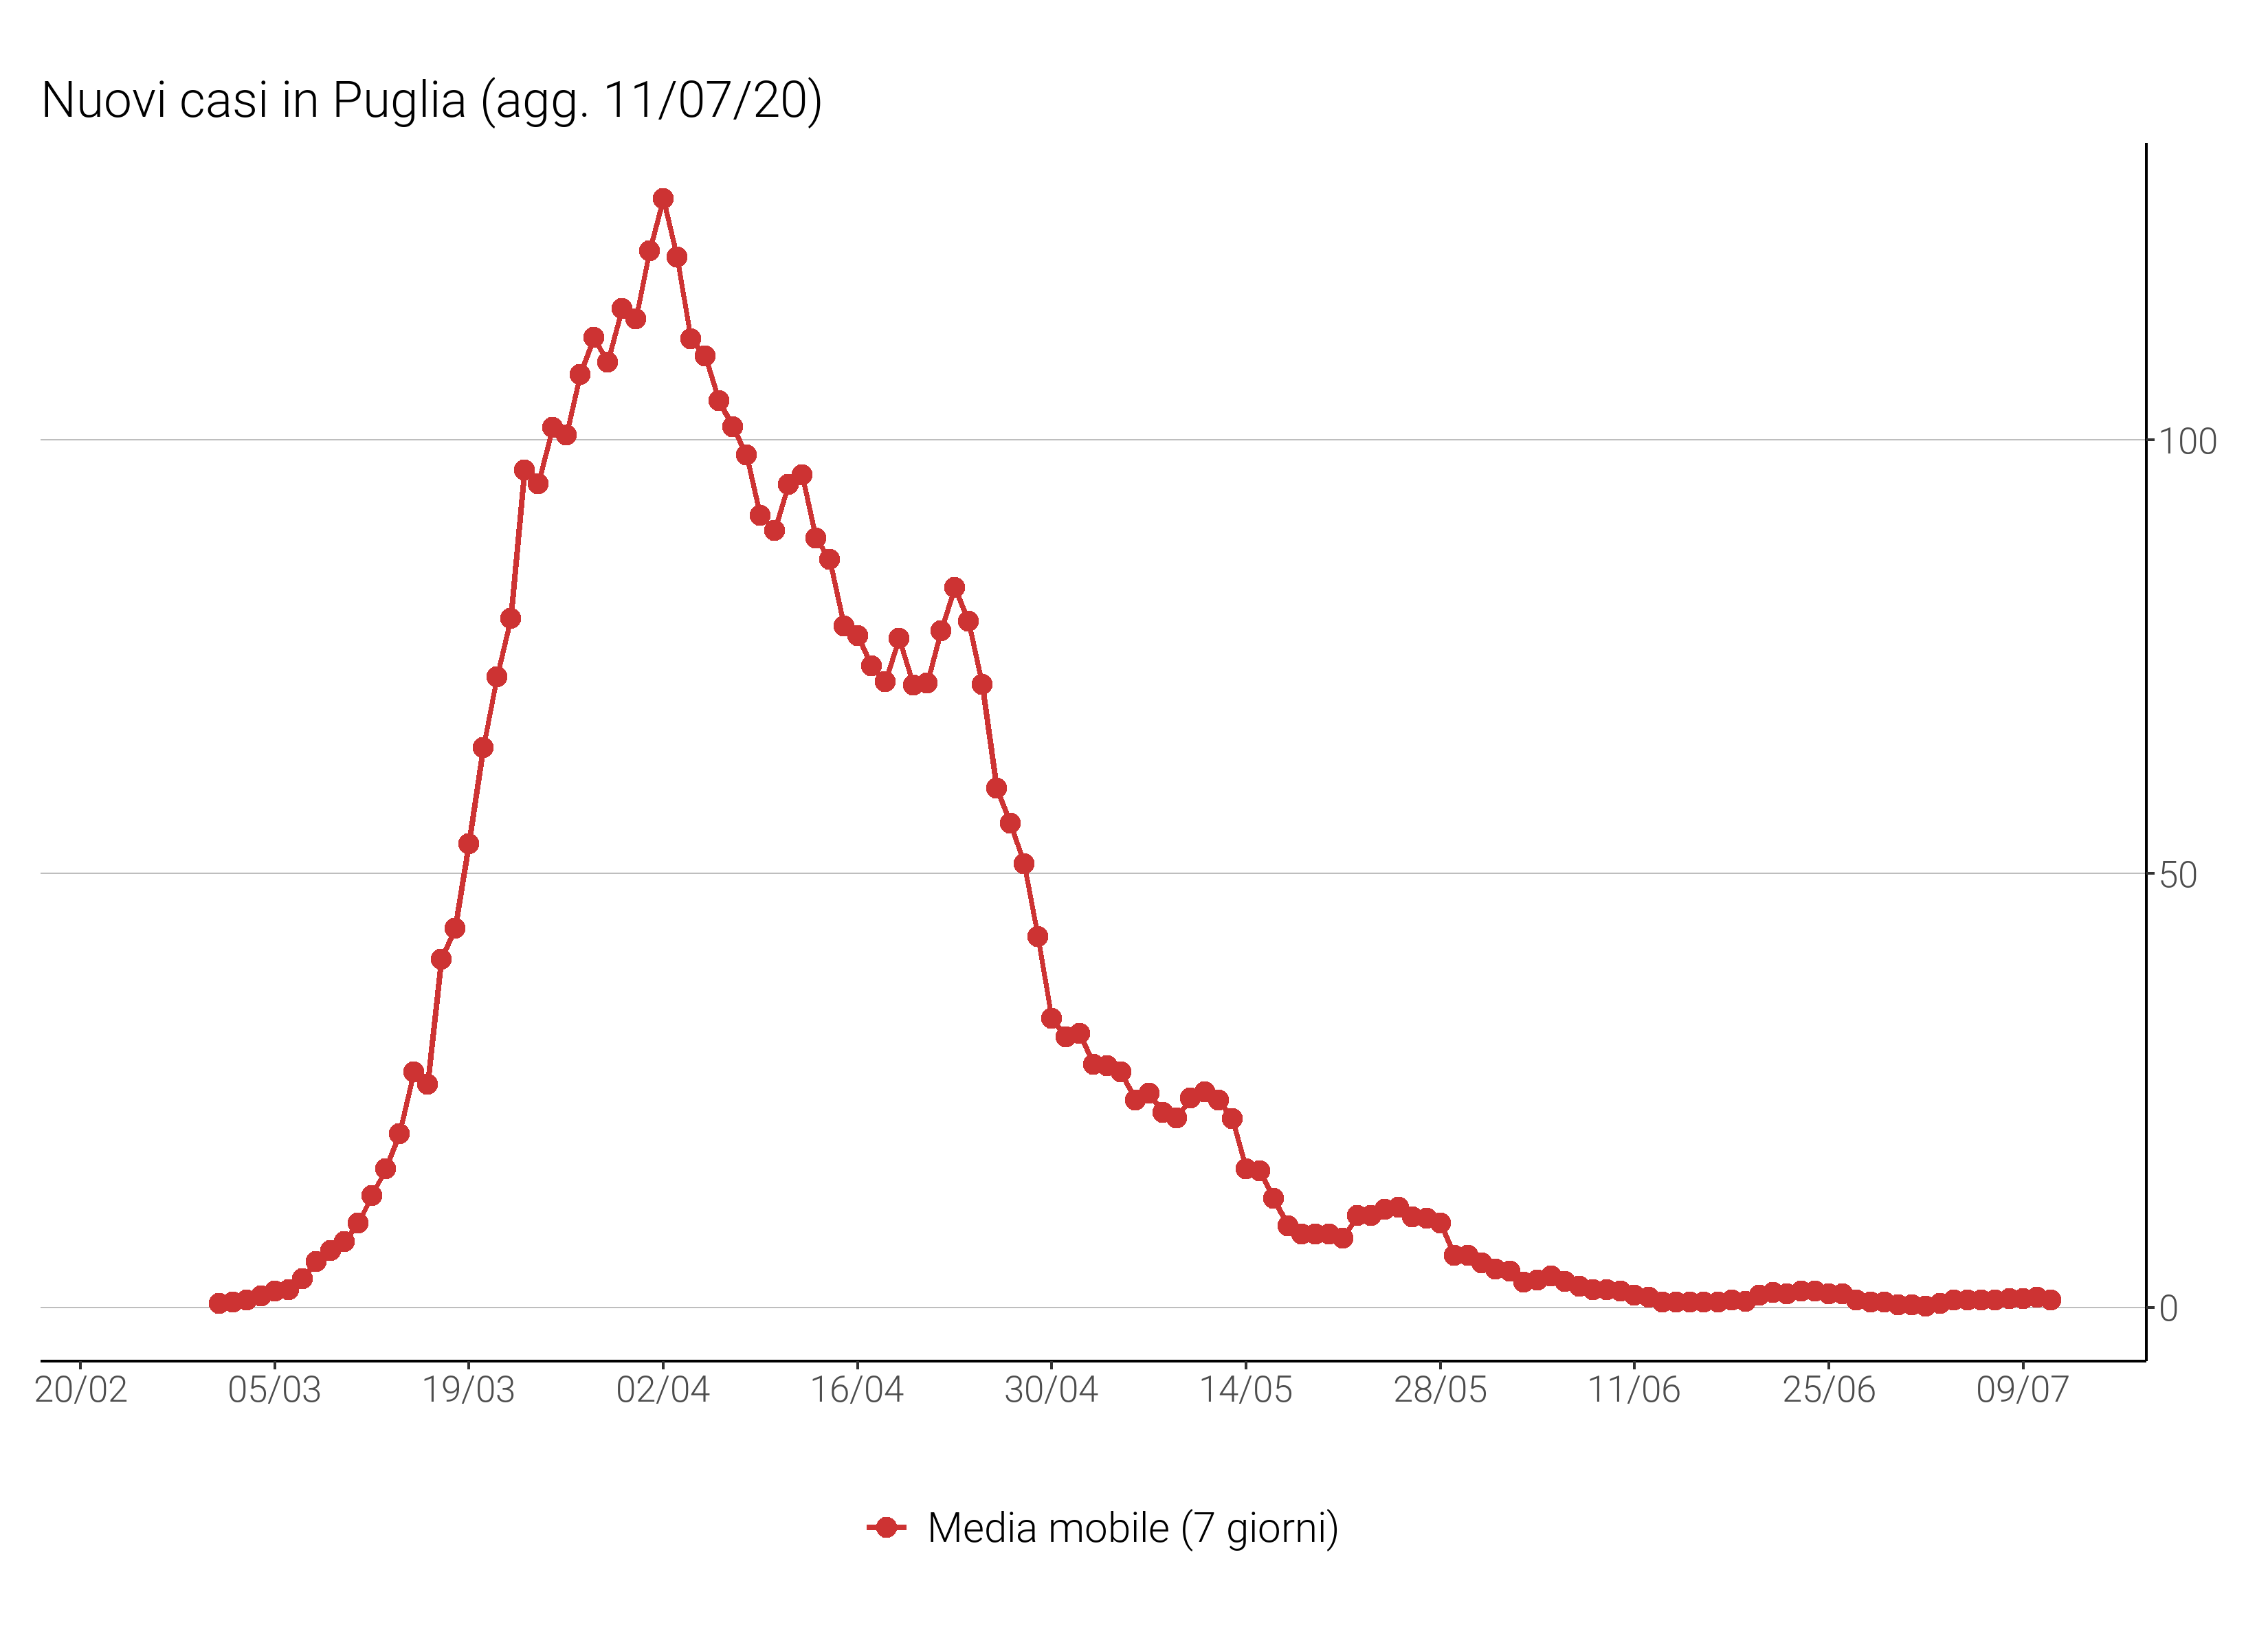 Nuovi casi in Puglia (agg. 11/07/20)
100
50
0
20/02 05/03 19/03 02/04 16/04 30/04 14/05 28/05 11/06 25/06 09/07
Media mobile (7 giorni)